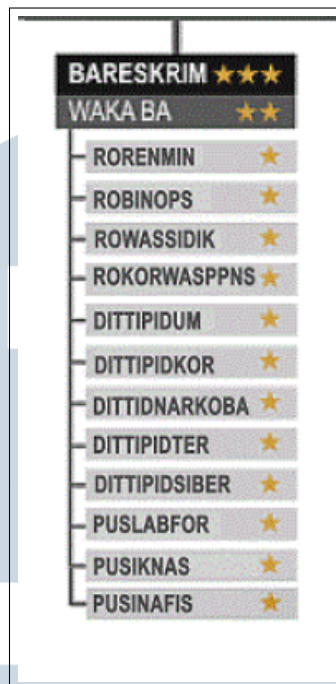 BARESKRIM
WAKA BA
RORENMIN
ROBINOPS
ROWASSIDIK
ROKORWASPPNS
DITTIPIDUM
DITTIPIDKOR
DITTIDNARKOBA
DITTIPIDTER
DITTIPIDSIBER
PUSLABFOR
PUSIKNAS
PUSINAFIS